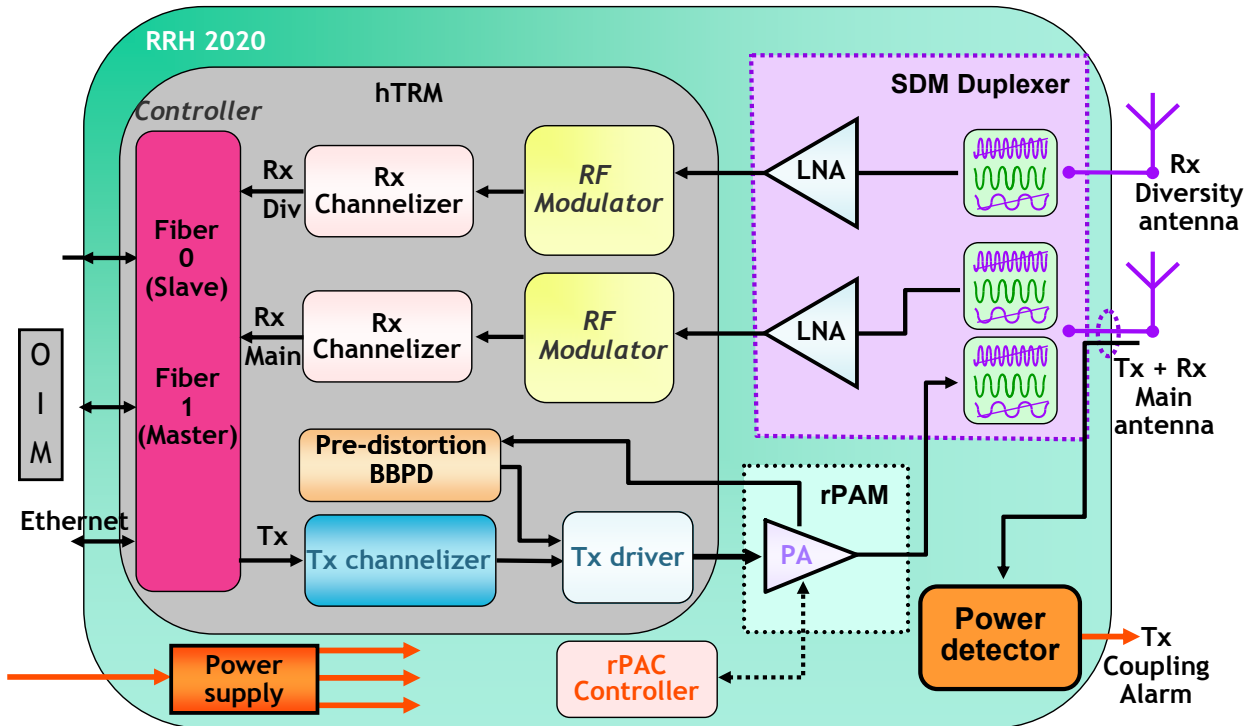 RRH 2020
hTRM
Controller
SDM Duplexer
Rx
Div
Rx
Channelizer
RF
Modulator
LNA
Rx
Diversity
antenna
Fiber
0
(Slave)
Rx
Main
Rx
Channelizer
RF
Modulator
LNA
O
I
M
Fiber
1
(Master)
Tx + Rx
Main
antenna
Pre-distortion
BBPD
rPAM
Ethernet
Tx
Tx channelizer
Tx driver
PA
Power
detector
Tx
Coupling
Alarm
Power
supply
rPAC
Controller